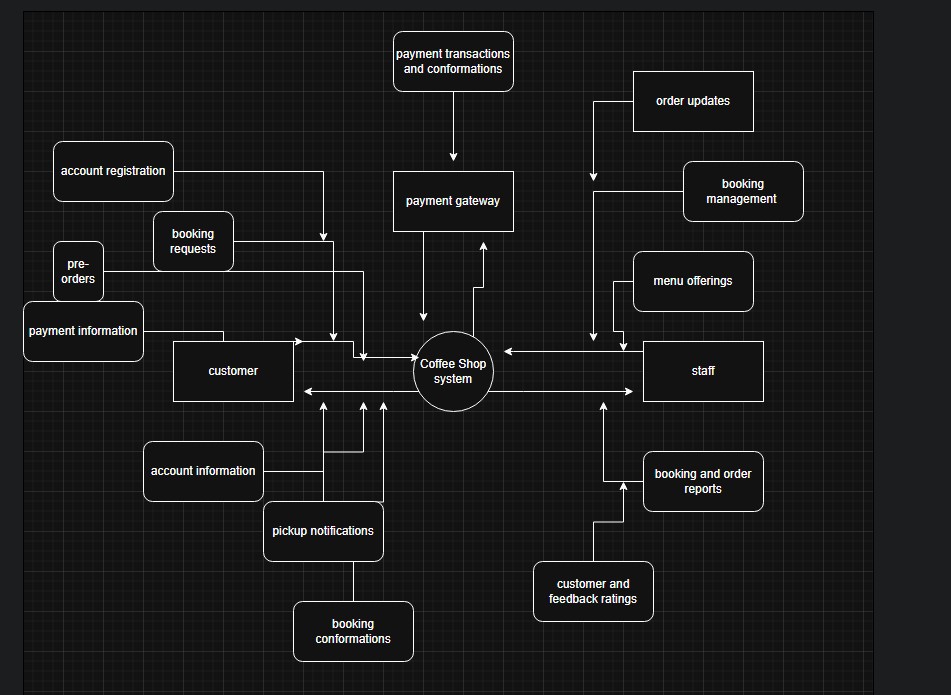 payment transactions
and conformations
order updates
account registration
booking
management
payment gateway
booking
requests
pre-
orders
menu offerings
payment information
customer
Coffee Shop
system
staff
account information
booking and order
reports
pickup notifications
customer and
feedback ratings
booking
conformations